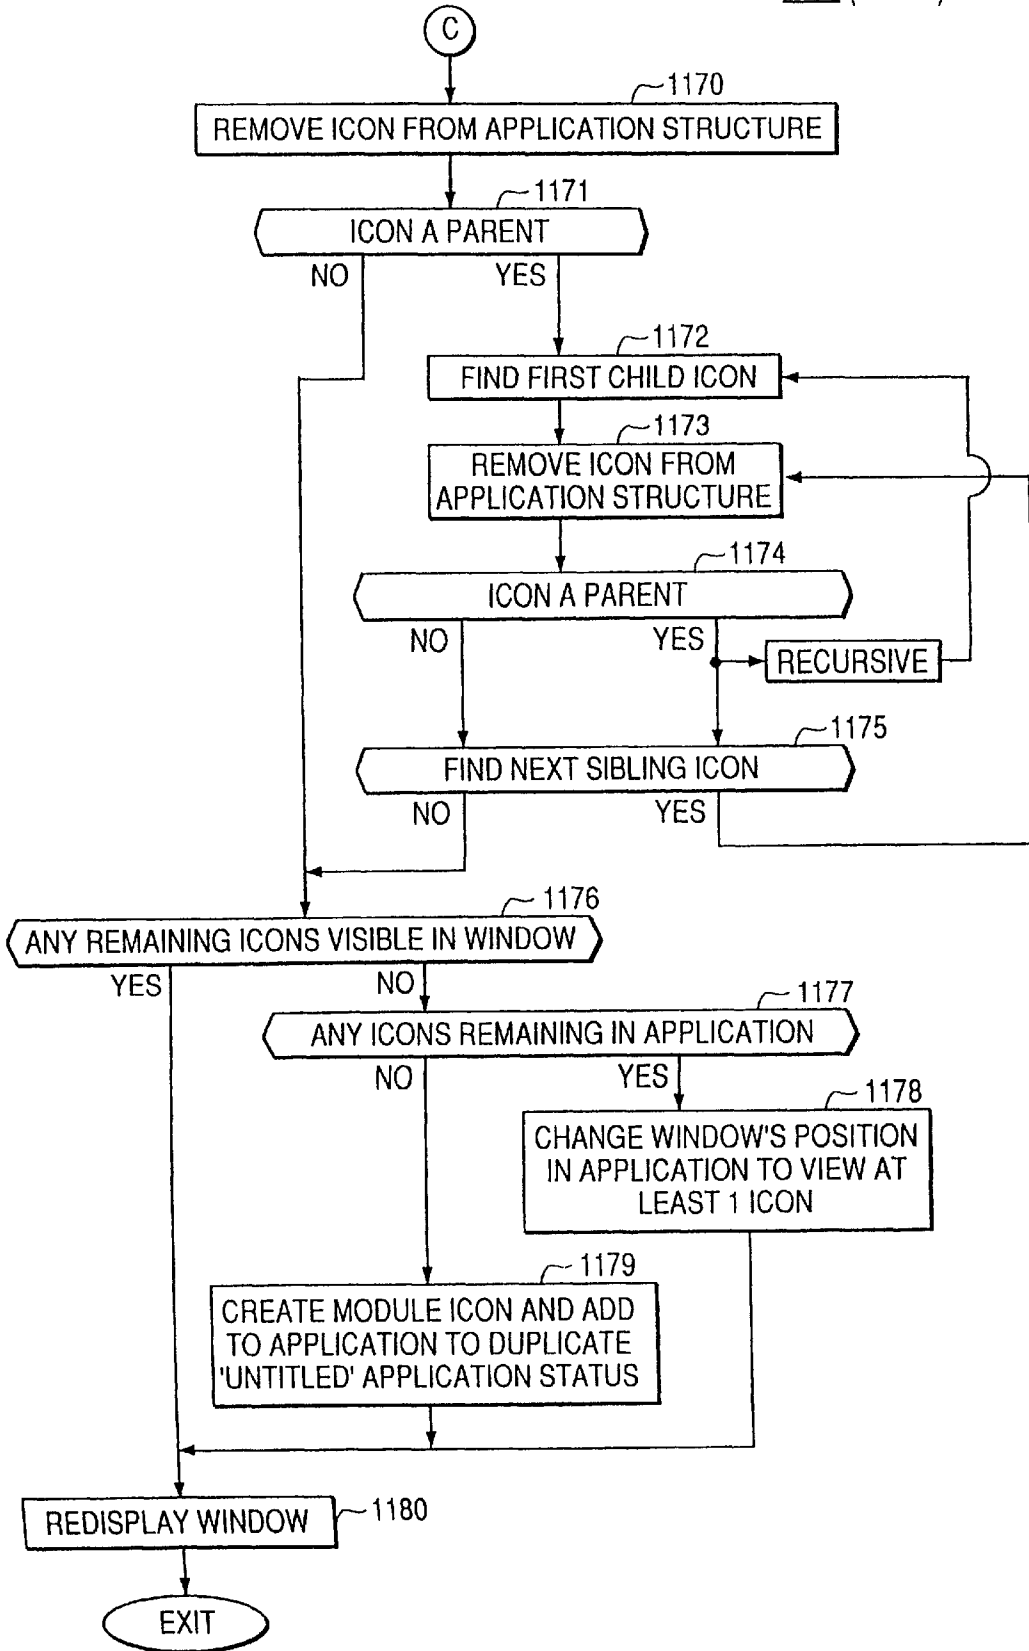 C
1170
REMOVE ICON FROM APPLICATION STRUCTURE
1171
ICON A PARENT
NO YES
1172
FIND FIRST CHILD ICON
1173
REMOVE ICON FROM
APPLICATION STRUCTURE
1174
ICON A PARENT
NO YES
RECURSIVE
1175
FIND NEXT SIBLING ICON
NO YES
1176
ANY REMAINING ICONS VISIBLE IN WINDOW
YES NO
1177
ANY ICONS REMAINING IN APPLICATION
NO YES
1178
CHANGE WINDOW'S POSITION
IN APPLICATION TO VIEW AT
LEAST 1 ICON
1179
CREATE MODULE ICON AND ADD
TO APPLICATION TO DUPLICATE
'UNTITLED' APPLICATION STATUS
REDISPLAY WINDOW
1180
EXIT